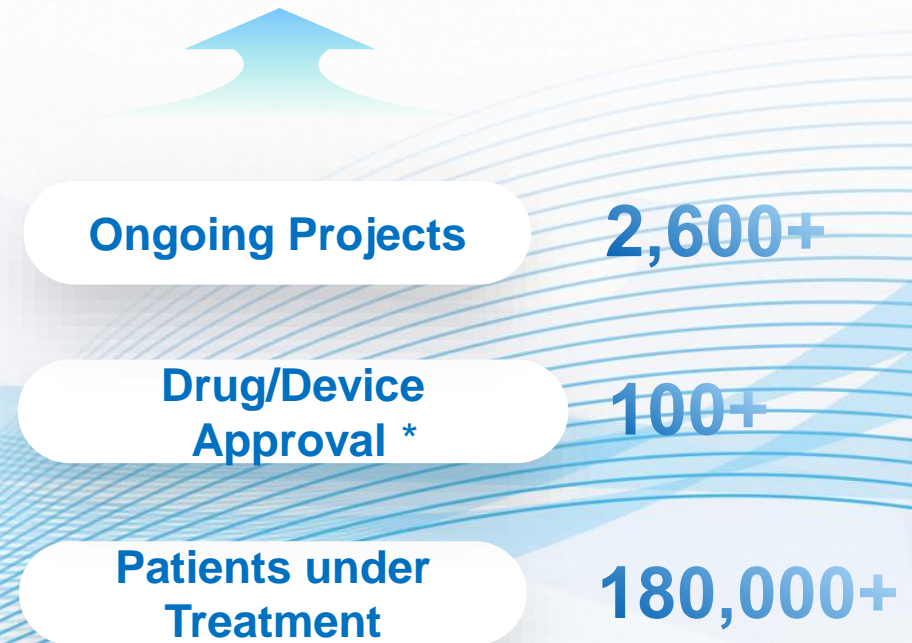 Ongoing Projects 2,600+
Drug/Device
Approval * 100+
Patients under
Treatment 180,000+